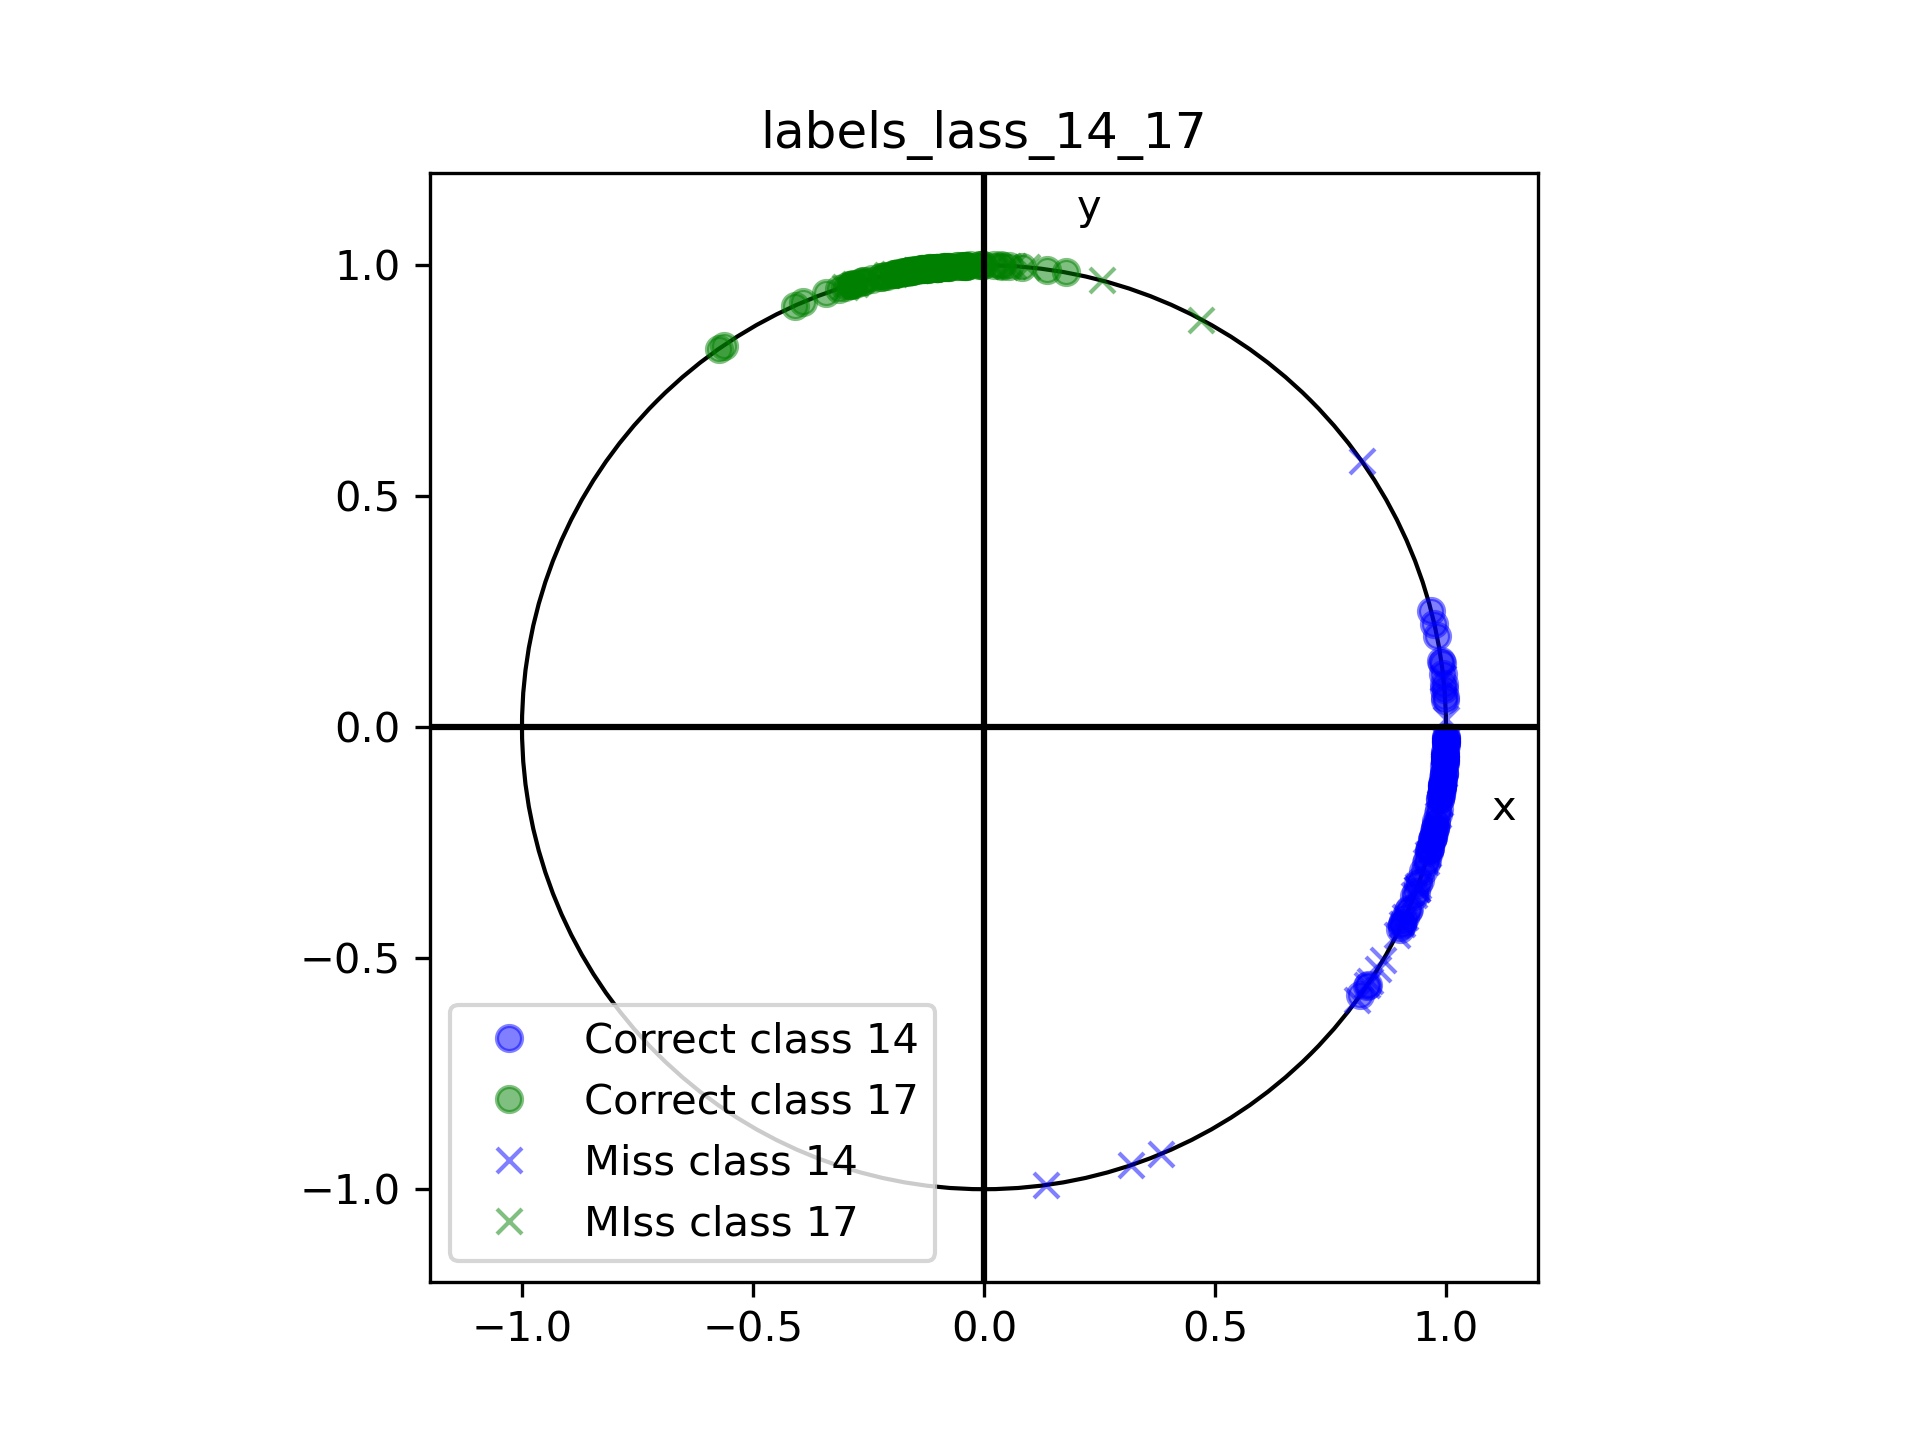 labels_lass_14_17
y
1.0
0.5
0.0
x
−0.5
−1.0
Correct class 14
Correct class 17
Miss class 14
MIss class 17
−1.0 −0.5 0.0 0.5 1.0